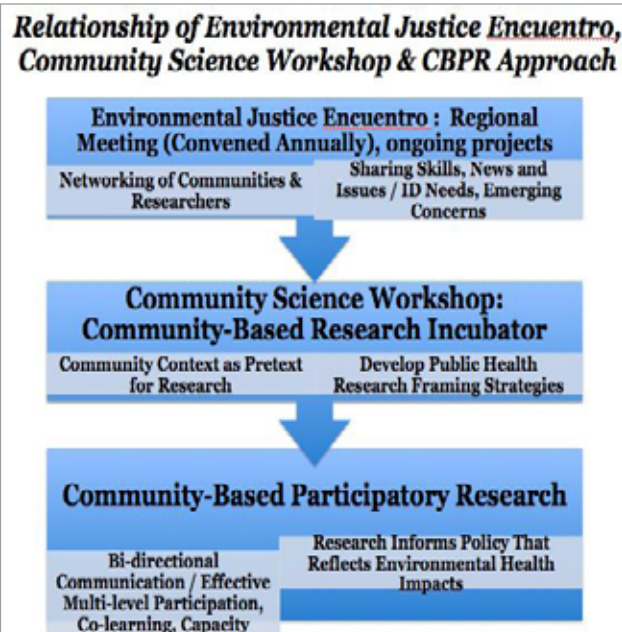 Relationship of Environmental Justice Encuentro,
Community Science Workshop & CBPR Approach
Environmental Justice Encuentro : Regional
Meeting (Convened Annually), ongoing projects
Networking of Communities &
Researchers
Sharing Skills, News and
Issues / ID Needs, Emerging
Concerns
Community Science Workshop:
Community-Based Research Incubator
Community Context as Pretext
for Research
Develop Public Health
Research Framing Strategies
Community-Based Participatory Research
Bi-directional
Communication / Effective
Multi-level Participation,
Co-learning, Capacity
Research Informs Policy That
Reflects Environmental Health
Impacts